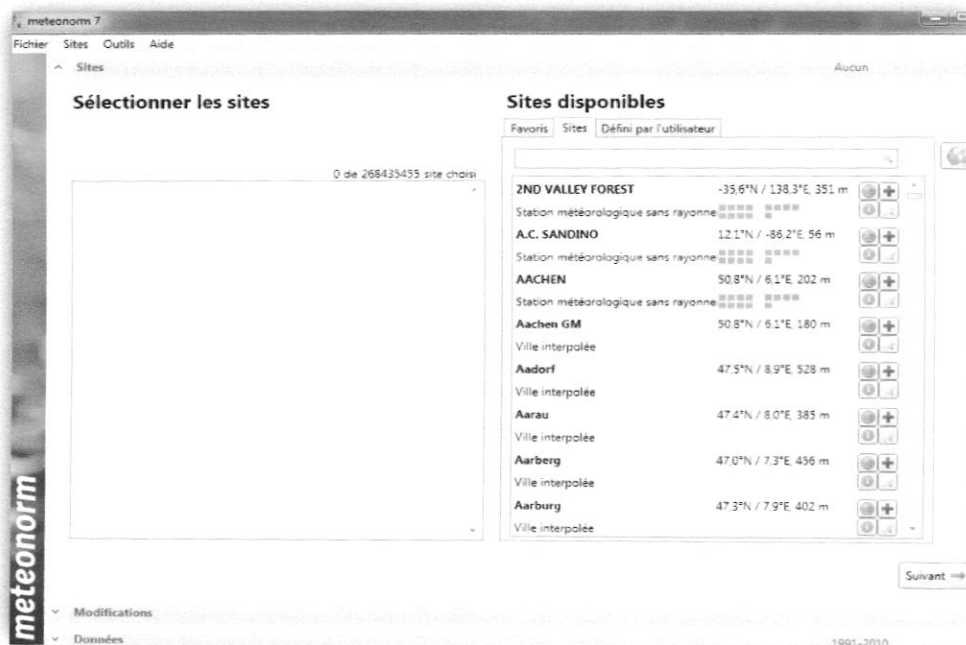 meteonorm 7
Fichier Sites Outils Aide
Sites Aucun
Sélectionner les sites
Sites disponibles
Favoris Sites Défini par l'utilisateur
0 de 268435455 site choisi
2ND VALLEY FOREST -35,6°N / 138,3°E, 351 m
Station météorologique sans rayonne
A.C. SANDINO 12,1°N / -86,2°E, 56 m
Station météorologique sans rayonne
AACHEN 50,8°N / 6,1°E, 202 m
Station météorologique sans rayonne
Aachen GM 50,8°N / 6,1°E, 180 m
Ville interpolée
Aadorf 47,5°N / 8,9°E, 528 m
Ville interpolée
Aarau 47,4°N / 8,0°E, 385 m
Ville interpolée
Aarberg 47,0°N / 7,3°E, 456 m
Ville interpolée
Aarburg 47,3°N / 7,9°E, 402 m
Ville interpolée
Suivant
meteonorm
Modifications
Données 1991-2010